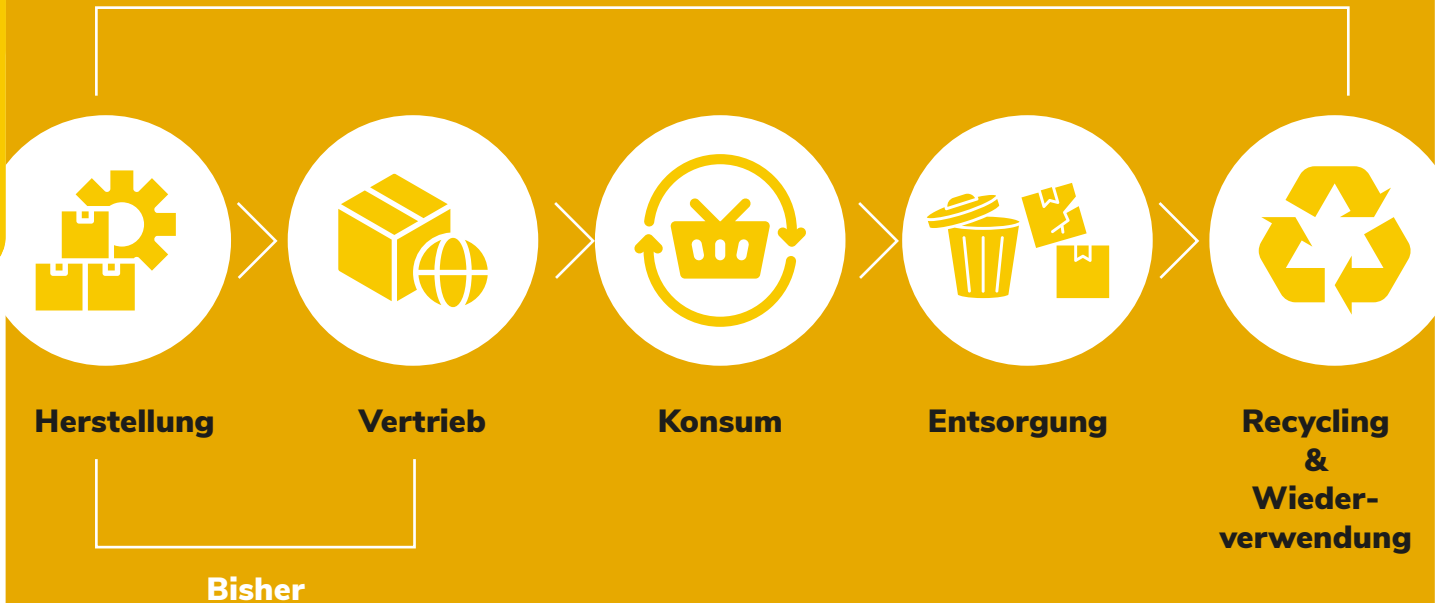 Herstellung
Vertrieb
Konsum
Entsorgung
Recycling
&
Wieder-
verwendung
Bisher